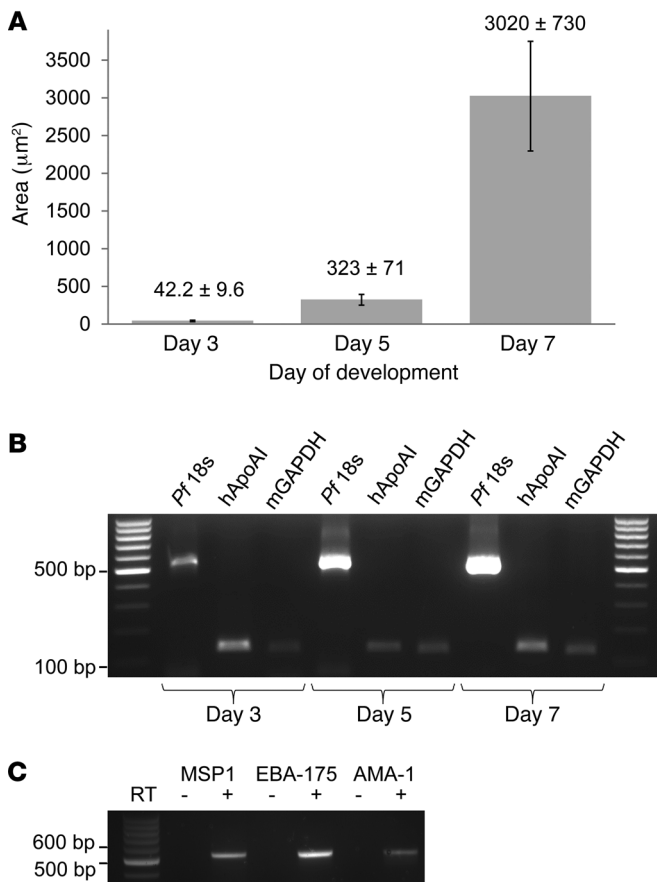 A
3020 ± 730
3500
3000
2500
2000
1500
1000
500
0
Area (μm²)
42.2 ± 9.6
323 ± 71
Day 3 Day 5 Day 7
Day of development
B
Pf 18s hApoAI mGAPDH Pf 18s hApoAI mGAPDH Pf 18s hApoAI mGAPDH
500 bp
100 bp
Day 3 Day 5 Day 7
C
MSP1 EBA-175 AMA-1
RT - + - + - +
600 bp
500 bp